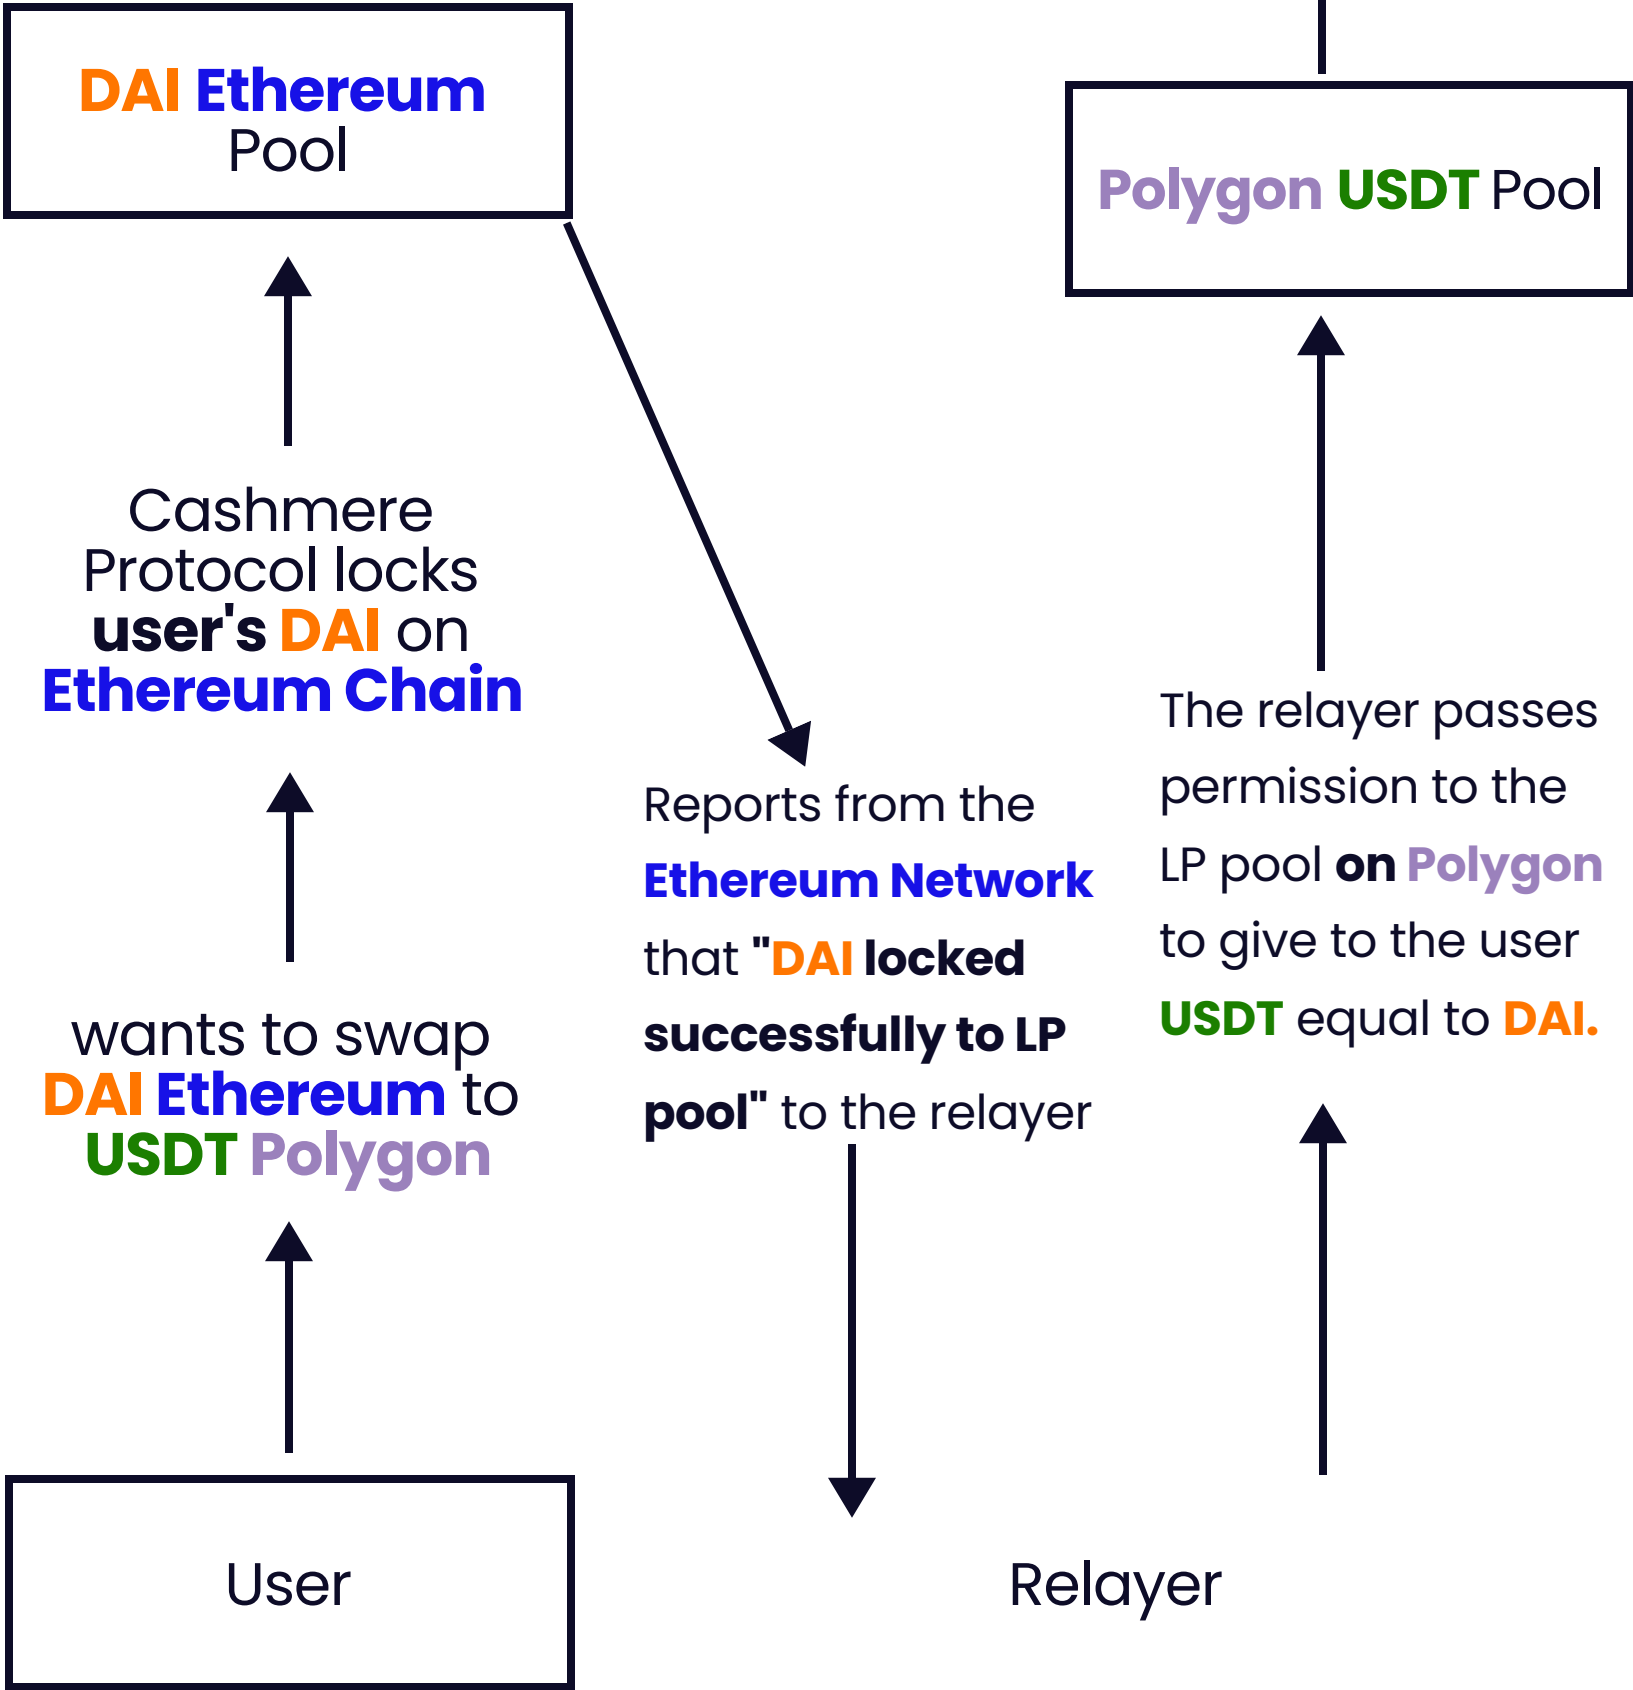 DAI Ethereum
Pool
Polygon USDT Pool
Cashmere
Protocol locks
user's DAI on
Ethereum Chain
wants to swap
DAI Ethereum to
USDT Polygon
User
Reports from the
Ethereum Network
that "DAI locked
successfully to LP
pool" to the relayer
The relayer passes
permission to the
LP pool on Polygon
to give to the user
USDT equal to DAI.
Relayer